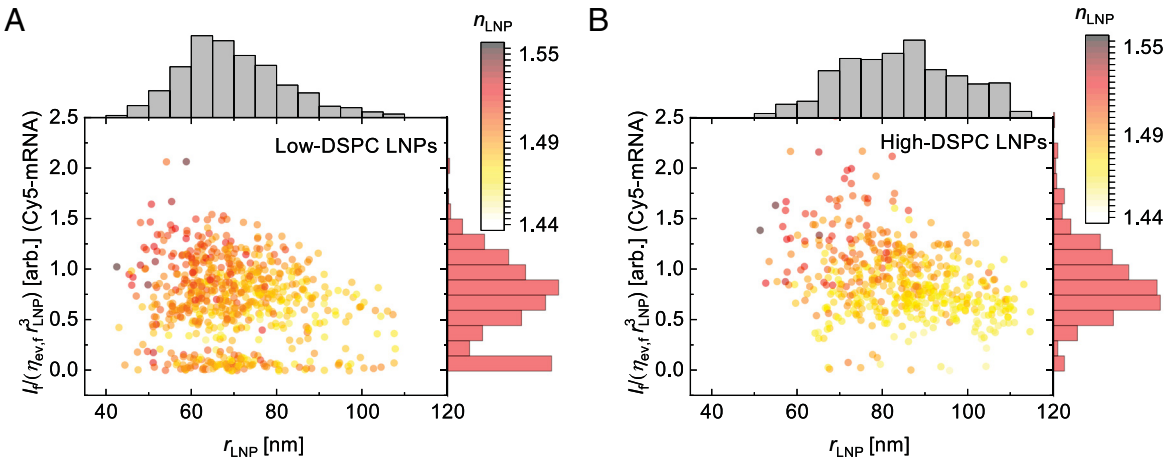 A
n_LNP
1.55
1.49
1.44
Low-DSPC LNPs
I_f/(η_ev,f r³_LNP) [arb.] (Cy5-mRNA)
2.5
2.0
1.5
1.0
0.5
0.0
40 60 80 100 120
r_LNP [nm]
B
n_LNP
1.55
1.49
1.44
High-DSPC LNPs
I_f/(η_ev,f r³_LNP) [arb.] (Cy5-mRNA)
2.5
2.0
1.5
1.0
0.5
0.0
40 60 80 100 120
r_LNP [nm]